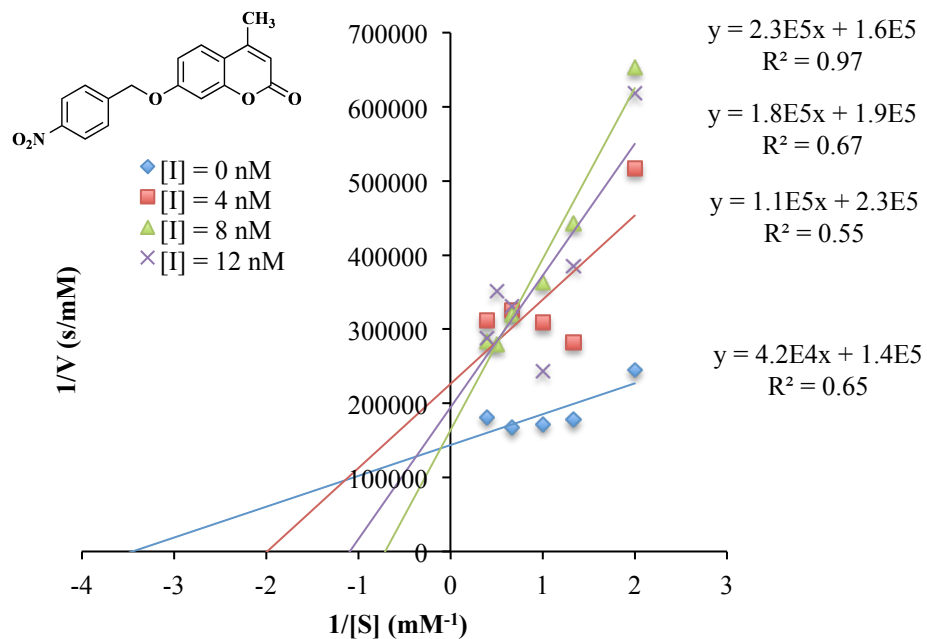 CH₃
O
O
O
O₂N
[I] = 0 nM
[I] = 4 nM
[I] = 8 nM
[I] = 12 nM
y = 2.3E5x + 1.6E5
R² = 0.97
y = 1.8E5x + 1.9E5
R² = 0.67
y = 1.1E5x + 2.3E5
R² = 0.55
y = 4.2E4x + 1.4E5
R² = 0.65
1/V (s/mM)
700000
600000
500000
400000
300000
200000
100000
0
-4 -3 -2 -1 0 1 2 3
1/[S] (mM⁻¹)